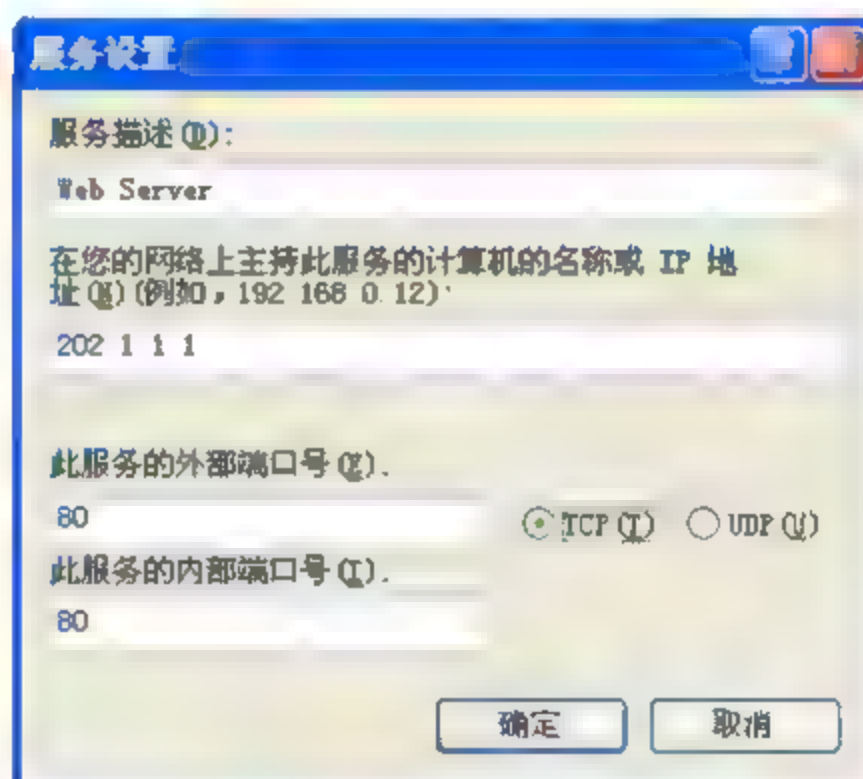 服务设置
服务描述(D):
Web Server
在您的网络上主持此服务的计算机的名称或 IP 地
址(N)(例如，192 168 0 12)
202 1 1 1
此服务的外部端口号(E).
80
TCP(T) UDP(U)
此服务的内部端口号(I).
80
确定 取消